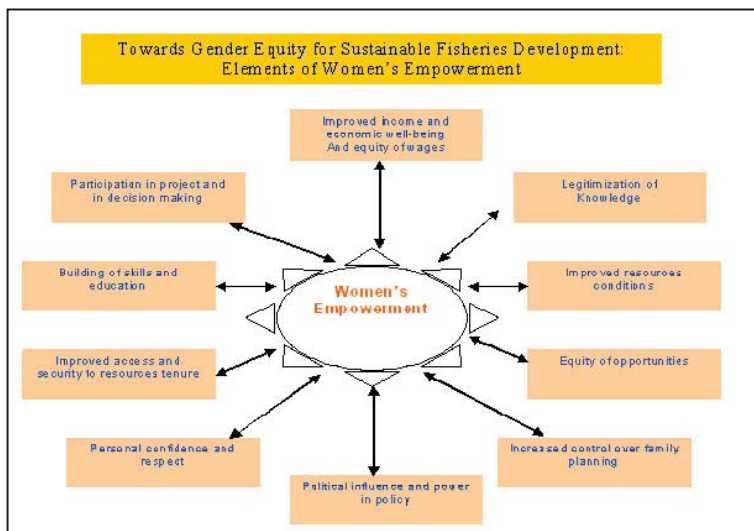 Towards Gender Equity for Sustainable Fisheries Development:
Elements of Women's Empowerment
Improved income and
economic well-being
And equity of wages
Participation in project and
in decision making
Legitimization of
Knowledge
Building of skills and
education
Women's
Empowerment
Improved resources
conditions
Improved access and
security to resources tenure
Equity of opportunities
Personal confidence and
respect
Increased control over family
planning
Political influence and power
in policy